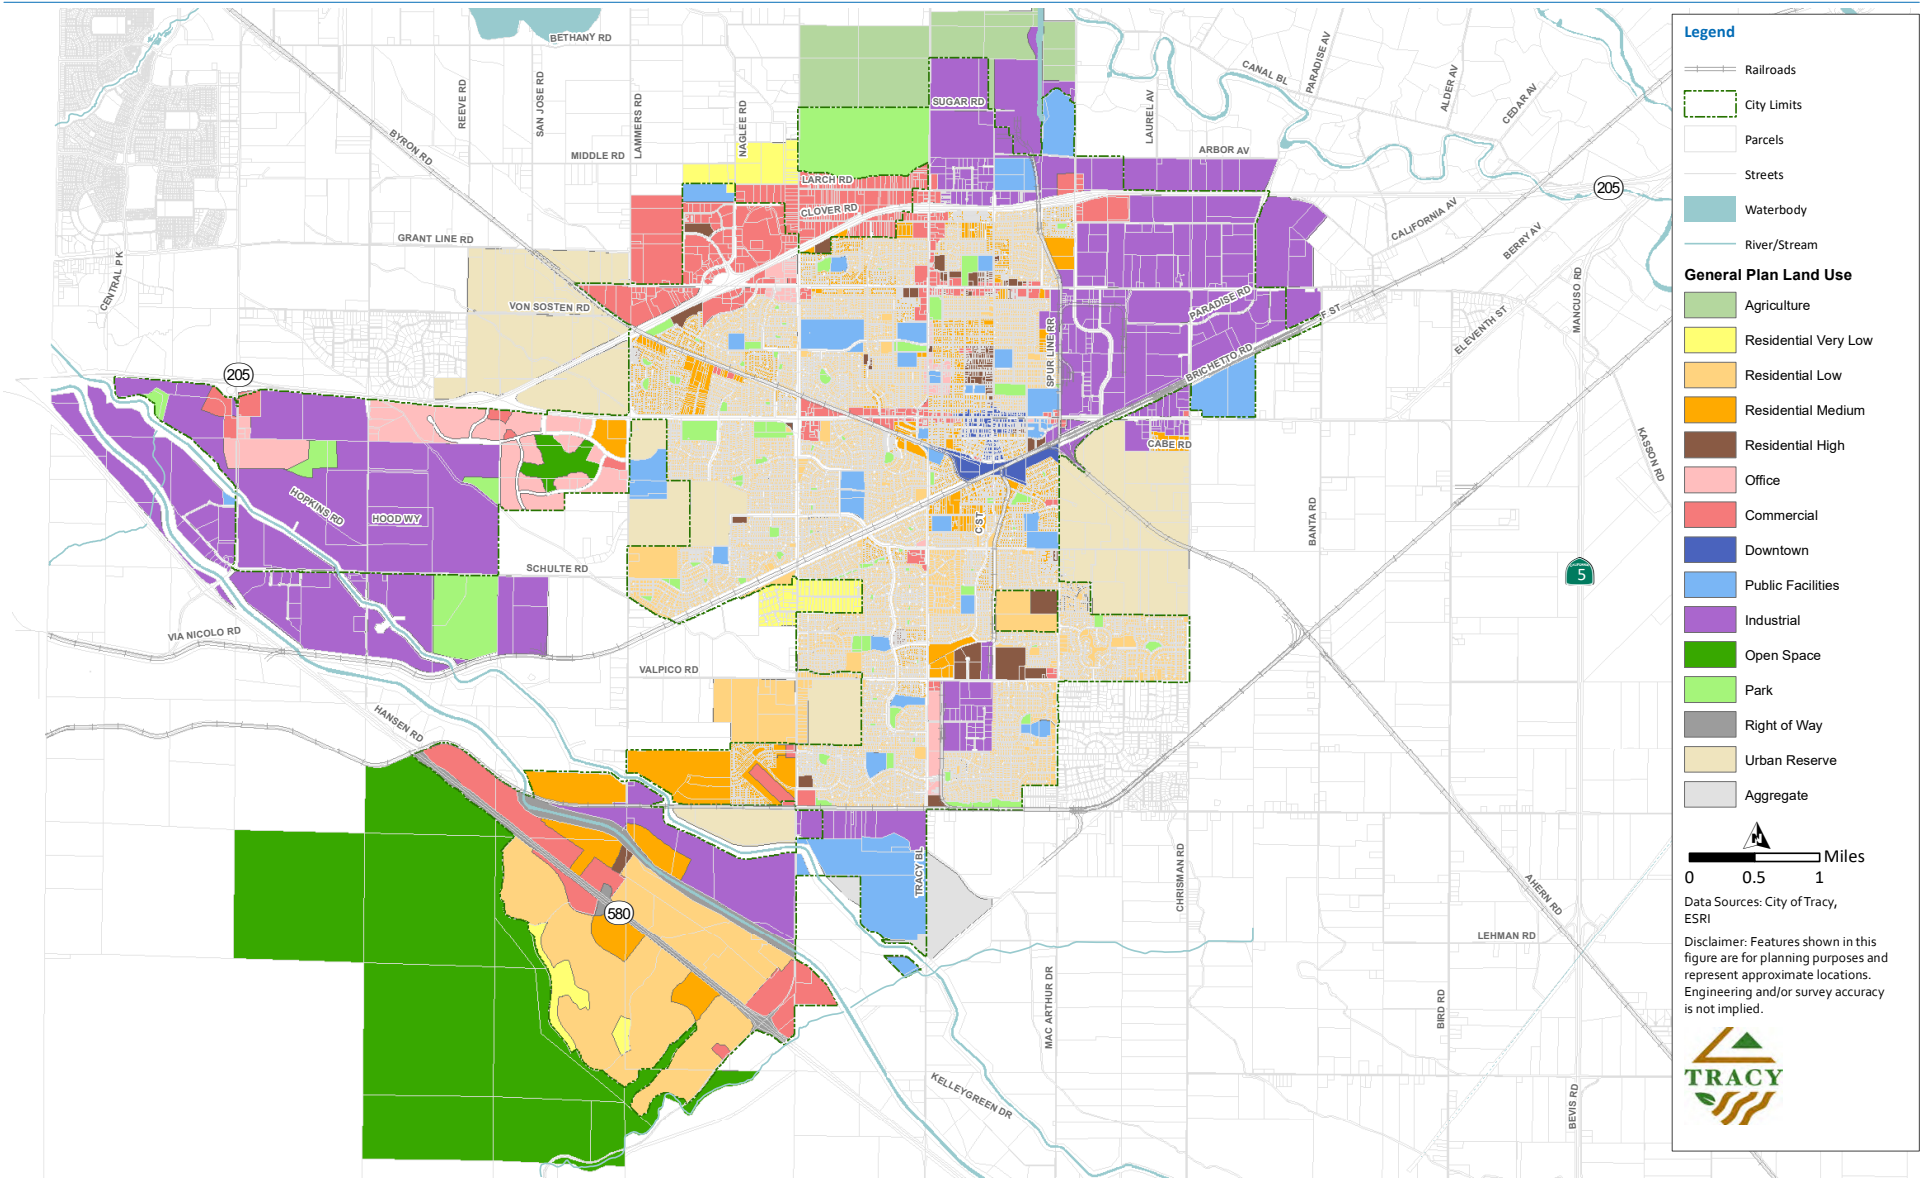 BETHANY RD
REEVE RD
SAN JOSE RD
LAMMERS RD
NAGLEE RD
SUGAR RD
CANAL BL
PARADISE AV
LAUREL AV
ALDER AV
CEDAR AV
BYRON RD
MIDDLE RD
ARBOR AV
LARCH RD
205
CLOVER RD
CALIFORNIA AV
GRANT LINE RD
BERRY AV
CENTRAL PK
MANCUSO RD
VON SOSTEN RD
PARADISE RD
F ST
ELEVENTH ST
SPUR LINE RR
BRICHETTO RD
205
CABE RD
KASSON RD
HOPKINS RD
HOOD WY
C ST
BANTA RD
SCHULTE RD
5
VIA NICOLO RD
VALPICO RD
HANSEN RD
TRACY BL
CHRISMAN RD
AHERN RD
580
LEHMAN RD
MAC ARTHUR DR
BIRD RD
KELLEYGREEN DR
BEVIS RD
Legend
Railroads
City Limits
Parcels
Streets
Waterbody
River/Stream
General Plan Land Use
Agriculture
Residential Very Low
Residential Low
Residential Medium
Residential High
Office
Commercial
Downtown
Public Facilities
Industrial
Open Space
Park
Right of Way
Urban Reserve
Aggregate
N
Miles
0 0.5 1
Data Sources: City of Tracy,
ESRI
Disclaimer: Features shown in this
figure are for planning purposes and
represent approximate locations.
Engineering and/or survey accuracy
is not implied.
TRACY